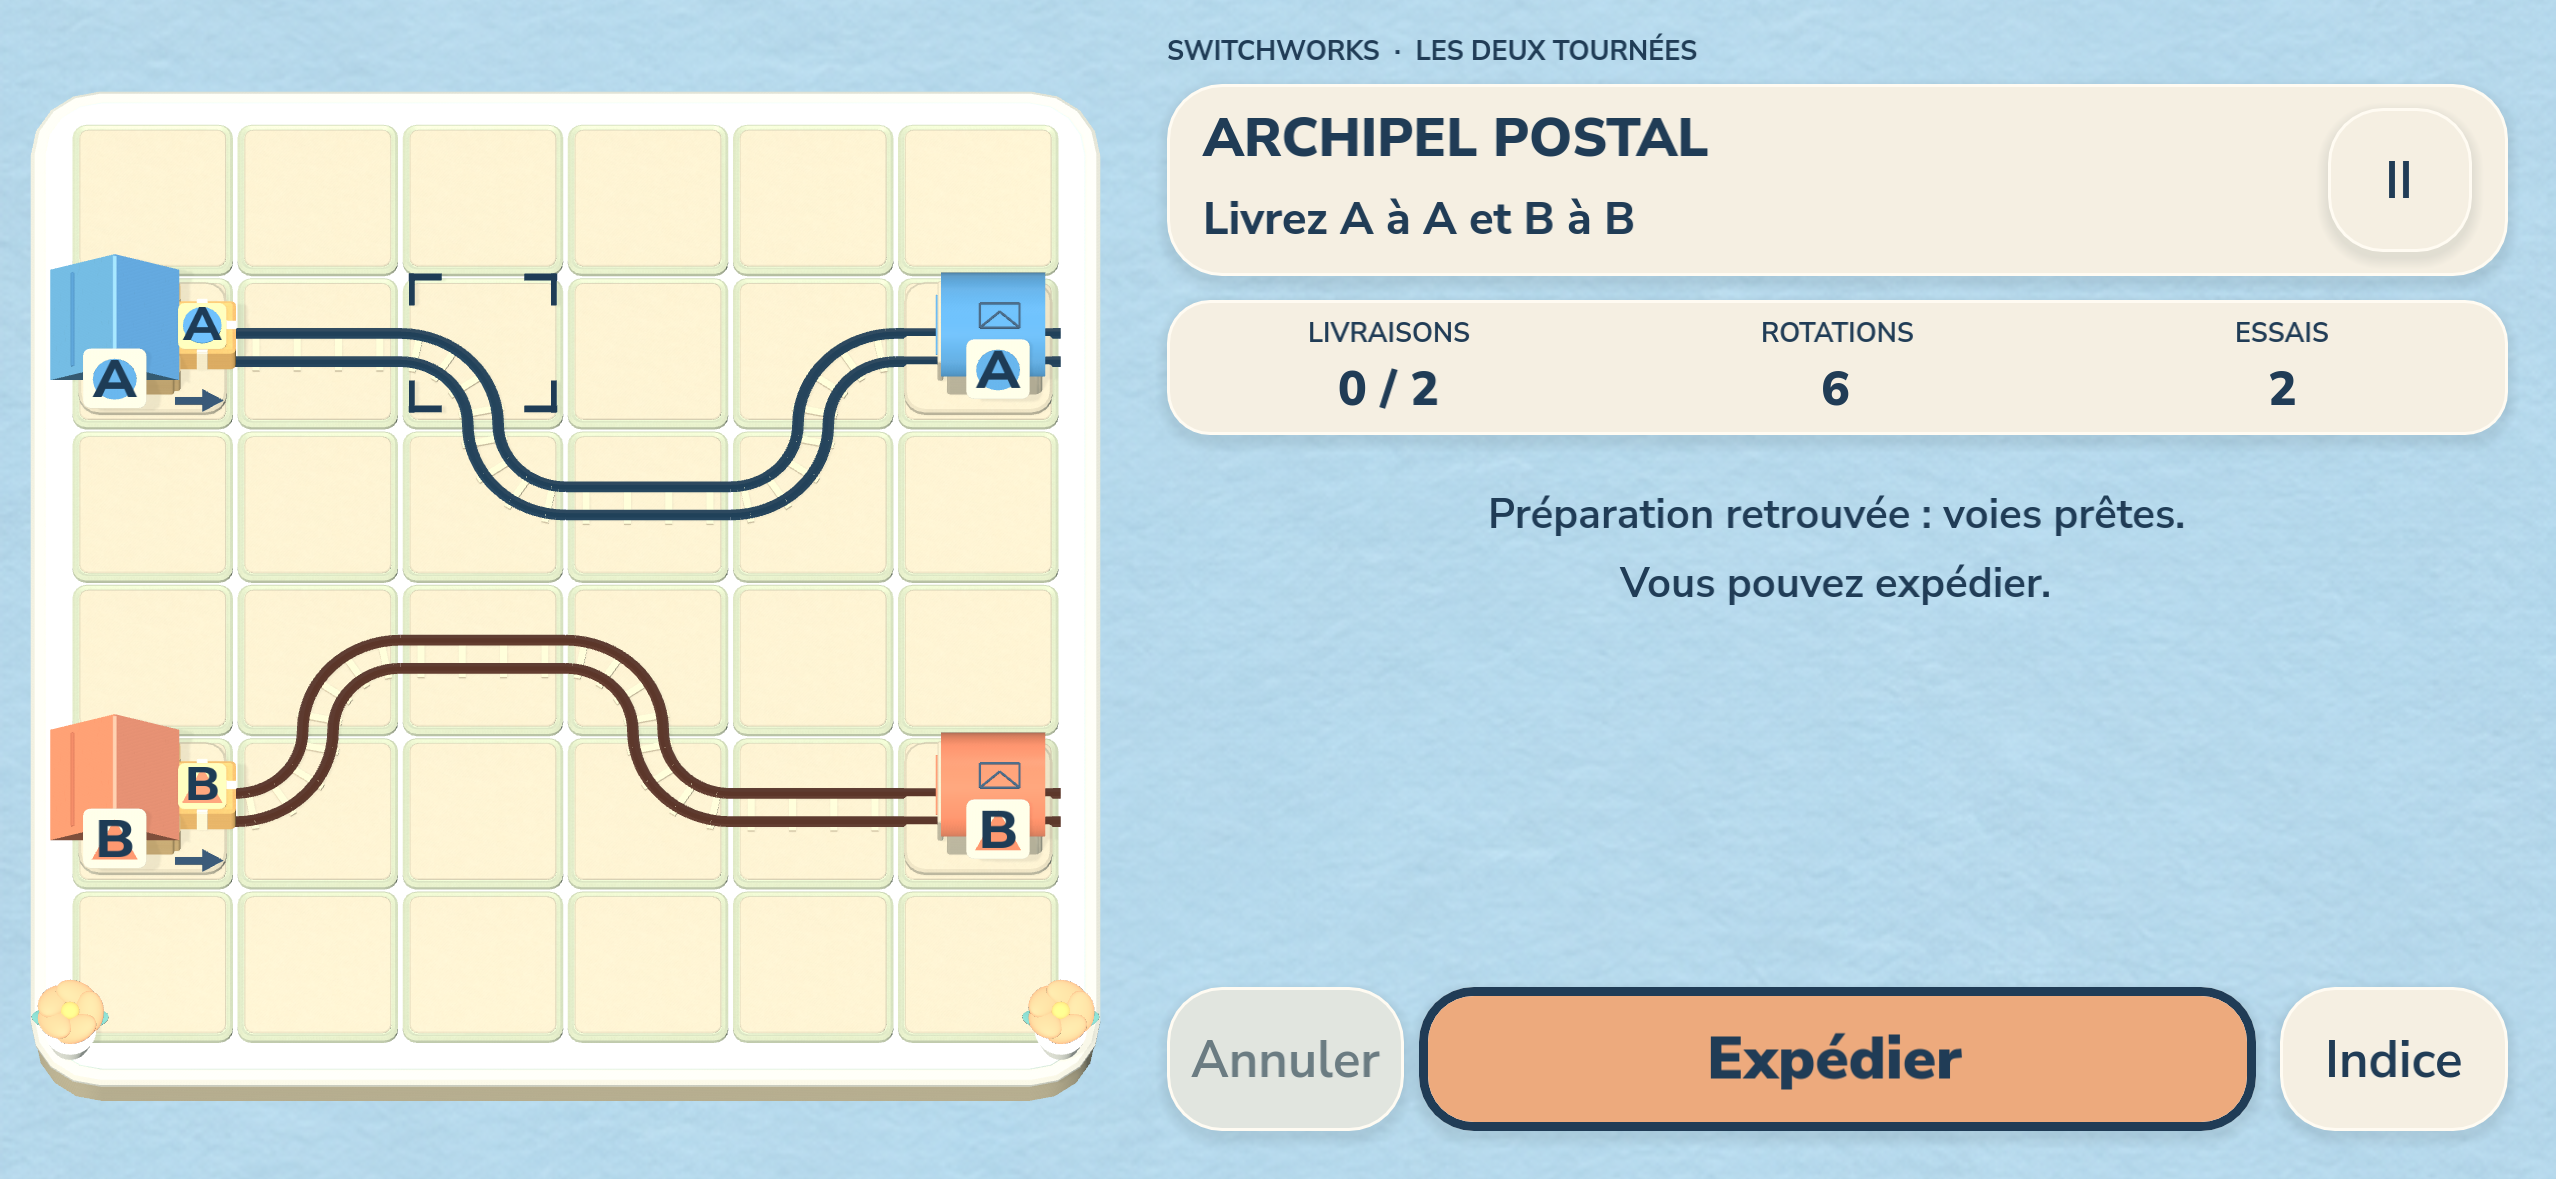 SWITCHWORKS · LES DEUX TOURNÉES
ARCHIPEL POSTAL
Livrez A à A et B à B
II
LIVRAISONS ROTATIONS ESSAIS
0 / 2 6 2
Préparation retrouvée : voies prêtes.
Vous pouvez expédier.
A
A
A
B
B
B
Annuler Expédier Indice